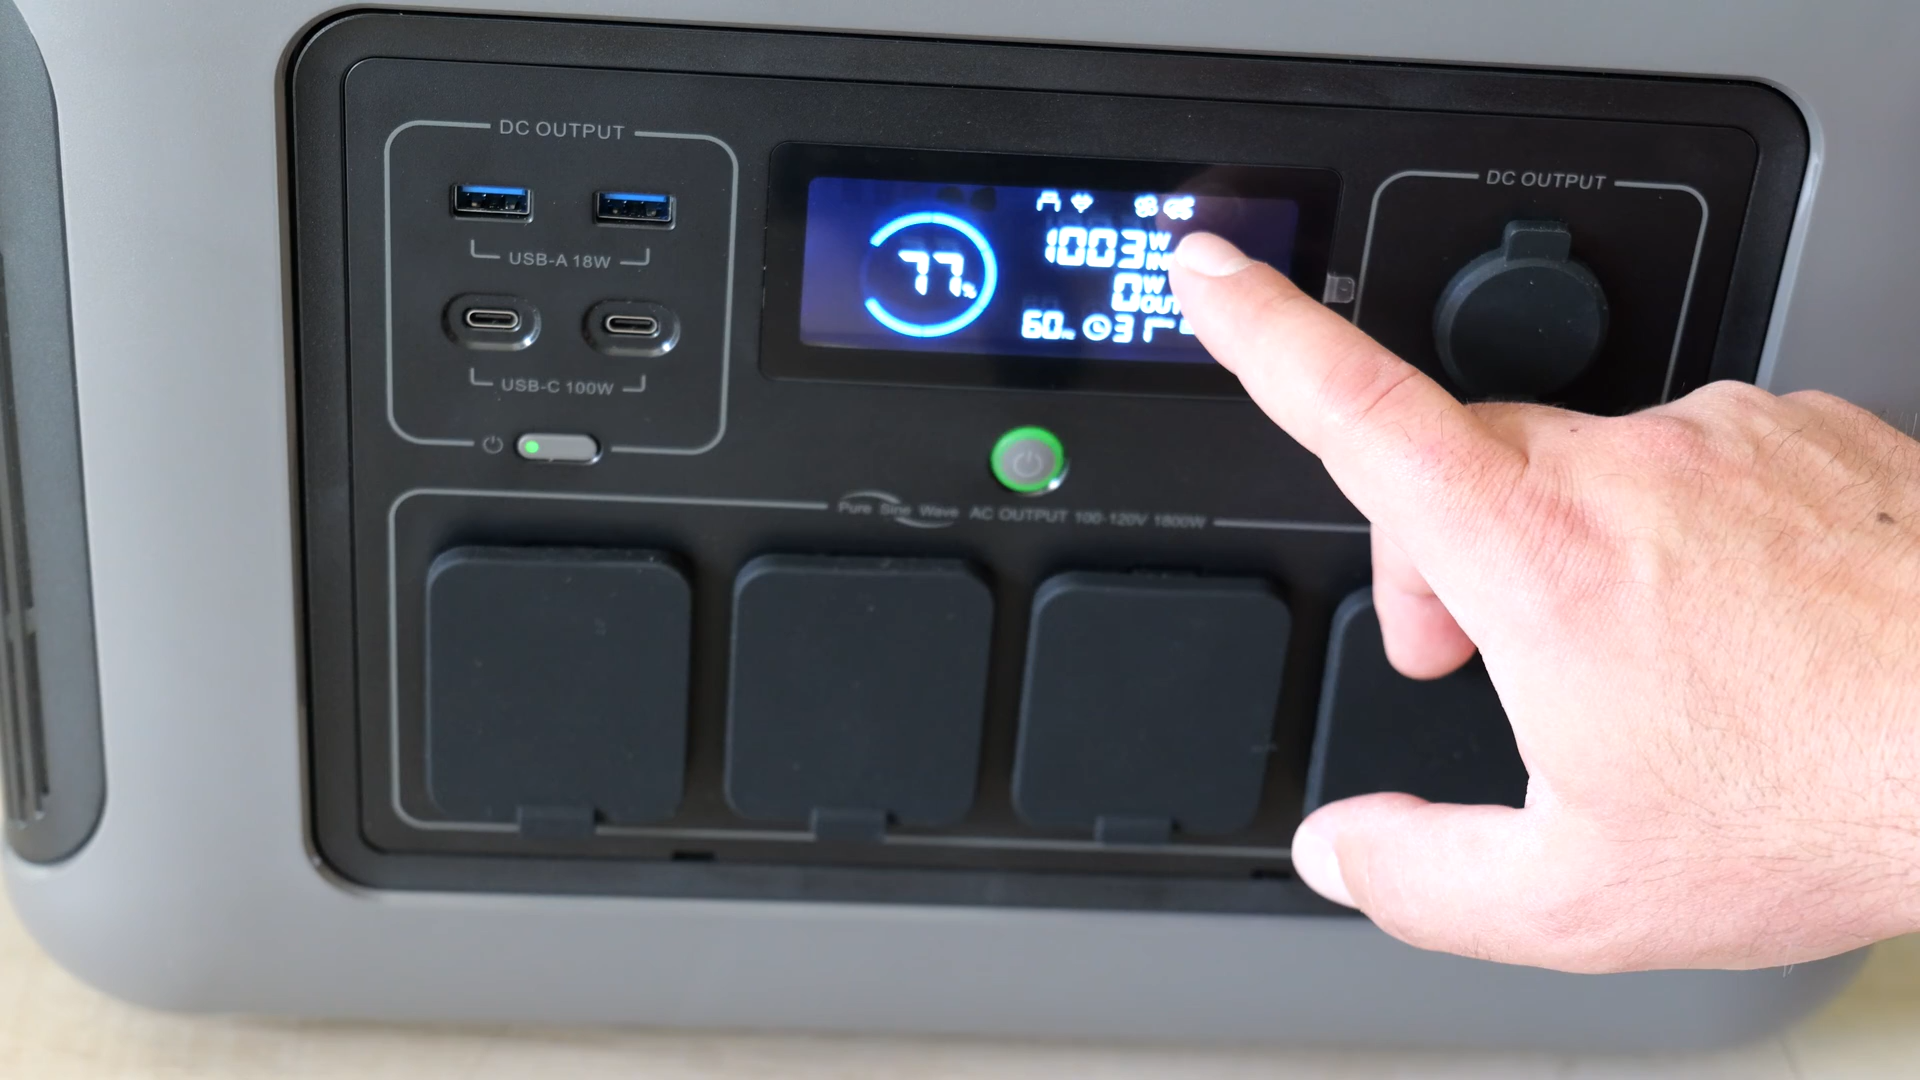 DC OUTPUT
USB-A 18W
USB-C 100W
77%
1003W
0W
OUT
60
DC OUTPUT
Pure Sine Wave AC OUTPUT 100-120V 1800W